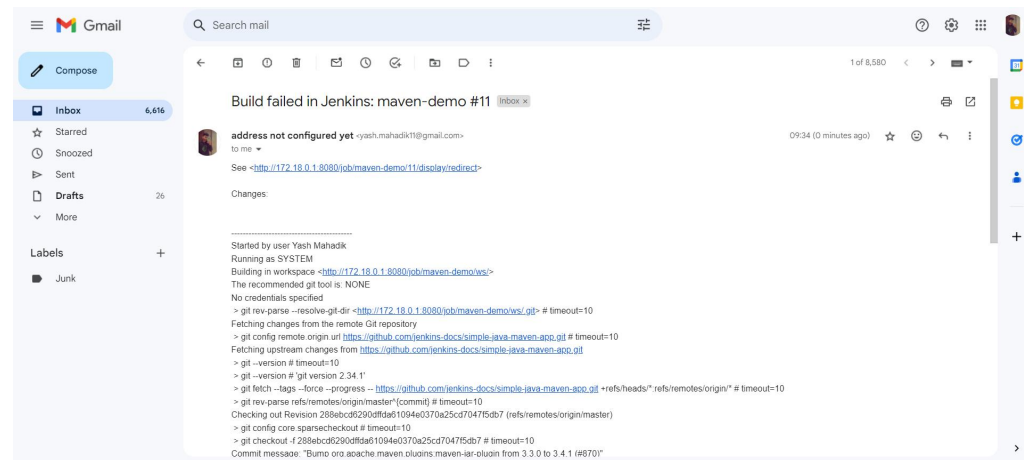 Gmail
Search mail
Compose
1 of 8,580
Inbox 6,616
Starred
Snoozed
Sent
Drafts 26
More
Labels
Junk
Build failed in Jenkins: maven-demo #11 Inbox ×
address not configured yet <yash.mahadik11@gmail.com> 09:34 (0 minutes ago)
to me
See <http://172.18.0.1:8080/job/maven-demo/11/display/redirect>
Changes:
------------------------------------------
Started by user Yash Mahadik
Running as SYSTEM
Building in workspace <http://172.18.0.1:8080/job/maven-demo/ws/>
The recommended git tool is: NONE
No credentials specified
> git rev-parse --resolve-git-dir <http://172.18.0.1:8080/job/maven-demo/ws/.git> # timeout=10
Fetching changes from the remote Git repository
> git config remote.origin.url https://github.com/jenkins-docs/simple-java-maven-app.git # timeout=10
Fetching upstream changes from https://github.com/jenkins-docs/simple-java-maven-app.git
> git --version # timeout=10
> git --version # 'git version 2.34.1'
> git fetch --tags --force --progress -- https://github.com/jenkins-docs/simple-java-maven-app.git +refs/heads/*:refs/remotes/origin/* # timeout=10
> git rev-parse refs/remotes/origin/master^{commit} # timeout=10
Checking out Revision 288ebcd6290dffda61094e0370a25cd7047f5db7 (refs/remotes/origin/master)
> git config core.sparsecheckout # timeout=10
> git checkout -f 288ebcd6290dffda61094e0370a25cd7047f5db7 # timeout=10
Commit message: "Bump org.apache.maven.plugins:maven-jar-plugin from 3.3.0 to 3.4.1 (#870)"
31